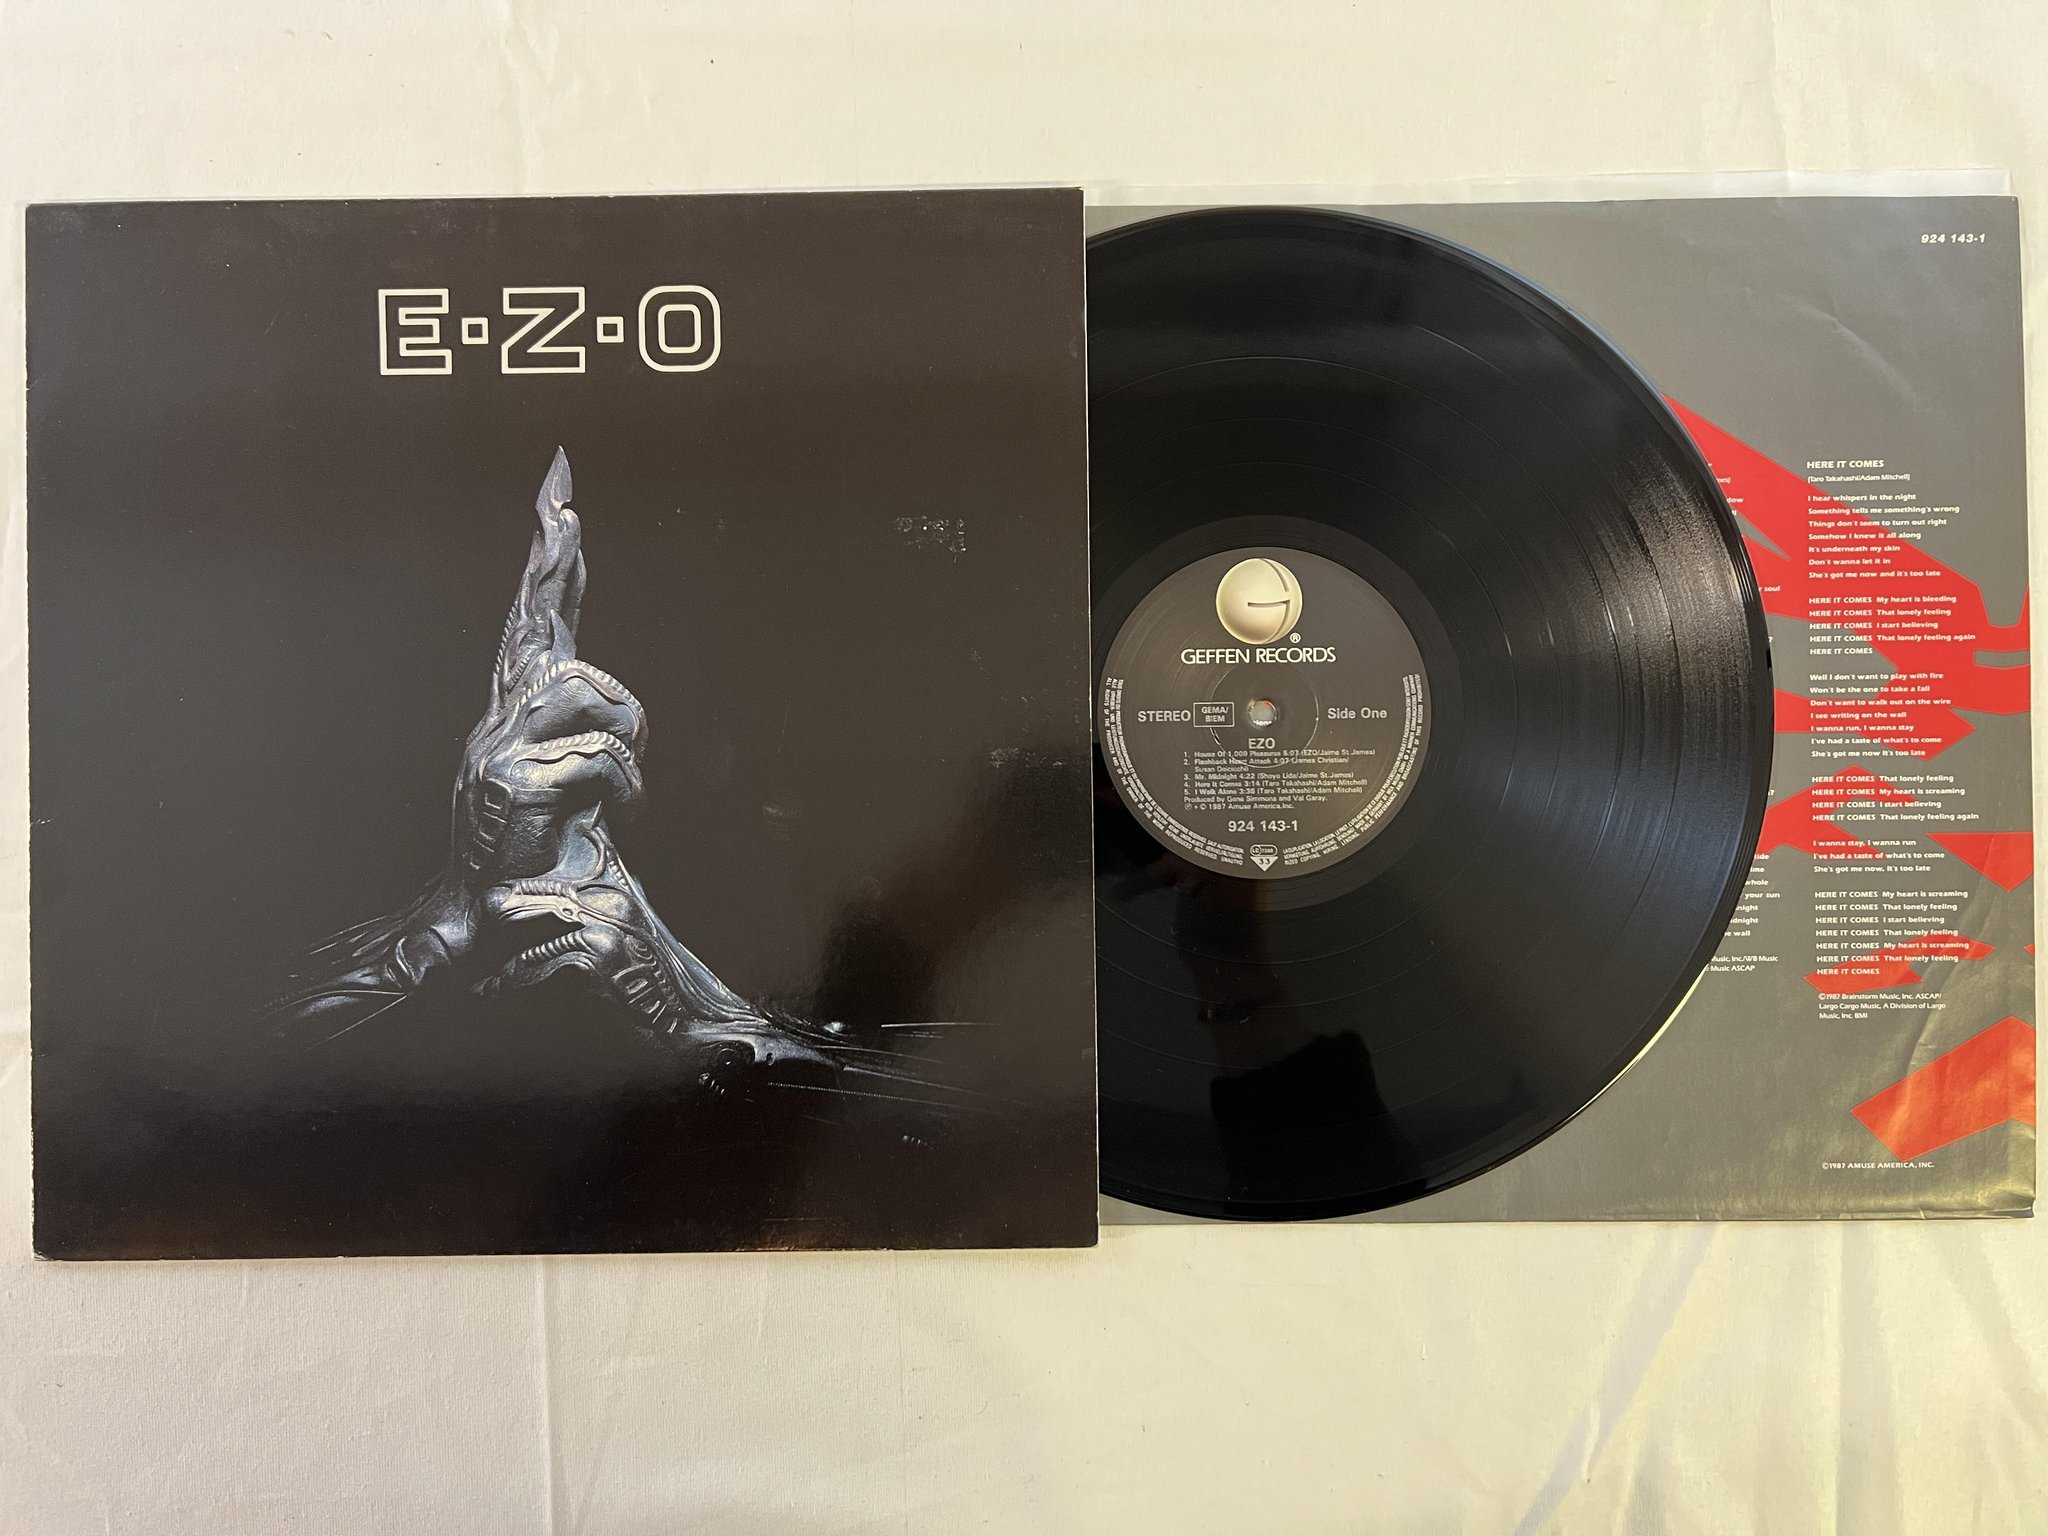 E·Z·O
GEFFEN RECORDS
®
STEREO
GEMA/
BIEM
Side One
EZO
1. House Of 1,000 Pleasures 5:07 (EZO/Jaime St.James)
2. Flashback Heart Attack 4:07 (James Christian/
3. Mr. Midnight 4:22 (Shoyo Iida/Jaime St.James)
4. Here It Comes 3:14 (Taro Takahashi/Adam Mitchell)
5. I Walk Alone 3:36 (Taro Takahashi/Adam Mitchell)
Produced by Gene Simmons and Val Garay.
℗ + © 1987 Amuse America,Inc.
924 143-1
LC 7266
33
924 143-1
soul
whole
your sun
wall
Music, Inc./I/B Music
Music ASCAP
HERE IT COMES
(Taro Takahashi/Adam Mitchell)
I hear whispers in the night
Something tells me something's wrong
Things don't seem to turn out right
Somehow I knew it all along
It's underneath my skin
Don't wanna let it in
She's got me now and it's too late
HERE IT COMES My heart is bleeding
HERE IT COMES That lonely feeling
HERE IT COMES I start believing
HERE IT COMES That lonely feeling again
HERE IT COMES
Well I don't want to play with fire
Won't be the one to take a fall
Don't want to walk out on the wire
I see writing on the wall
I wanna run, I wanna stay
I've had a taste of what's to come
She's got me now it's too late
HERE IT COMES That lonely feeling
HERE IT COMES My heart is screaming
HERE IT COMES I start believing
HERE IT COMES That lonely feeling again
I wanna stay, I wanna run
I've had a taste of what's to come
She's got me now, it's too late
HERE IT COMES My heart is screaming
HERE IT COMES That lonely feeling
HERE IT COMES I start believing
HERE IT COMES That lonely feeling
HERE IT COMES My heart is screaming
HERE IT COMES That lonely feeling
HERE IT COMES
©1987 Brainstorm Music, Inc. ASCAP/
Largo Cargo Music, A Division of Largo
Music, Inc. BMI
©1987 AMUSE AMERICA, INC.